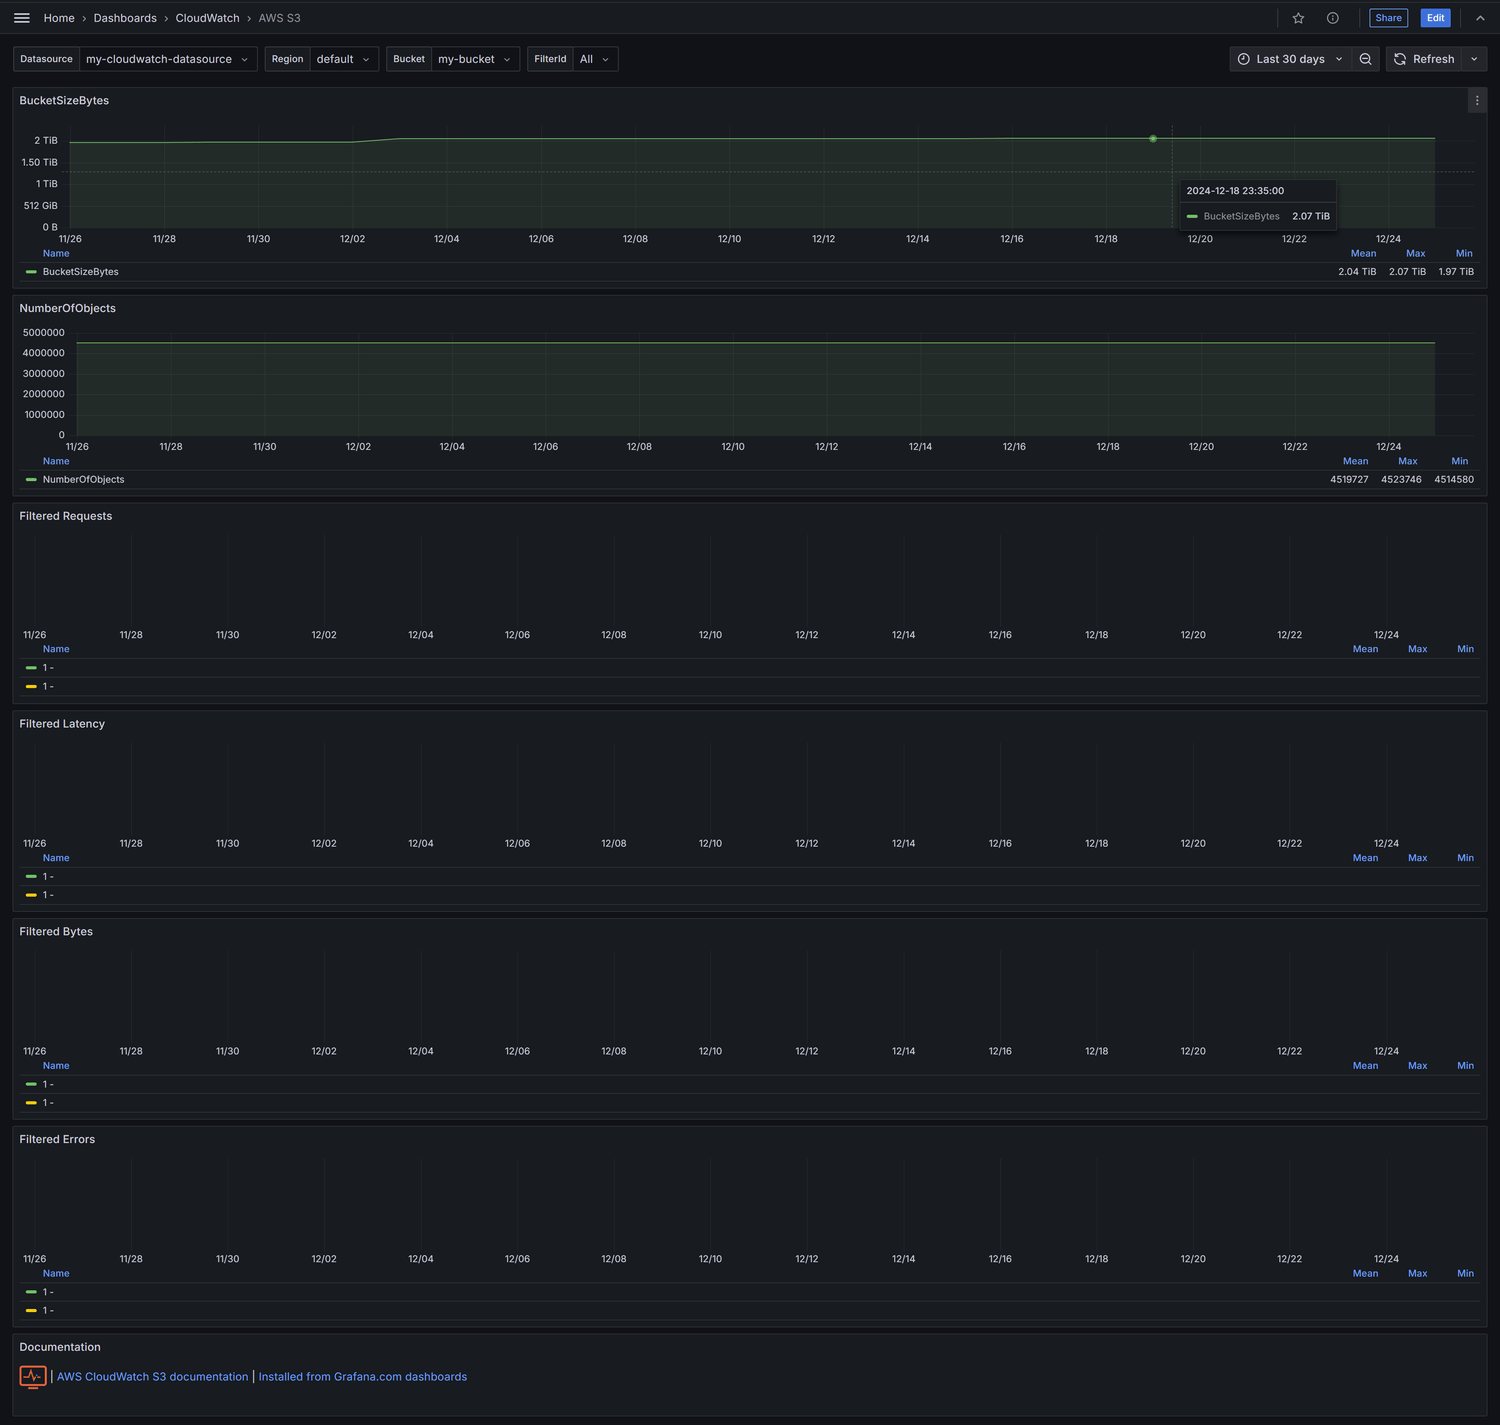 Home › Dashboards › CloudWatch › AWS S3 Share Edit
Datasource my-cloudwatch-datasource Region default Bucket my-bucket FilterId All Last 30 days Refresh
BucketSizeBytes
2 TiB
1.50 TiB
1 TiB
512 GiB
0 B
2024-12-18 23:35:00
BucketSizeBytes 2.07 TiB
11/26 11/28 11/30 12/02 12/04 12/06 12/08 12/10 12/12 12/14 12/16 12/18 12/20 12/22 12/24
Name Mean Max Min
BucketSizeBytes 2.04 TiB 2.07 TiB 1.97 TiB
NumberOfObjects
5000000
4000000
3000000
2000000
1000000
0
11/26 11/28 11/30 12/02 12/04 12/06 12/08 12/10 12/12 12/14 12/16 12/18 12/20 12/22 12/24
Name Mean Max Min
NumberOfObjects 4519727 4523746 4514580
Filtered Requests
11/26 11/28 11/30 12/02 12/04 12/06 12/08 12/10 12/12 12/14 12/16 12/18 12/20 12/22 12/24
Name Mean Max Min
1 -
1 -
Filtered Latency
11/26 11/28 11/30 12/02 12/04 12/06 12/08 12/10 12/12 12/14 12/16 12/18 12/20 12/22 12/24
Name Mean Max Min
1 -
1 -
Filtered Bytes
11/26 11/28 11/30 12/02 12/04 12/06 12/08 12/10 12/12 12/14 12/16 12/18 12/20 12/22 12/24
Name Mean Max Min
1 -
1 -
Filtered Errors
11/26 11/28 11/30 12/02 12/04 12/06 12/08 12/10 12/12 12/14 12/16 12/18 12/20 12/22 12/24
Name Mean Max Min
1 -
1 -
Documentation
| AWS CloudWatch S3 documentation | Installed from Grafana.com dashboards